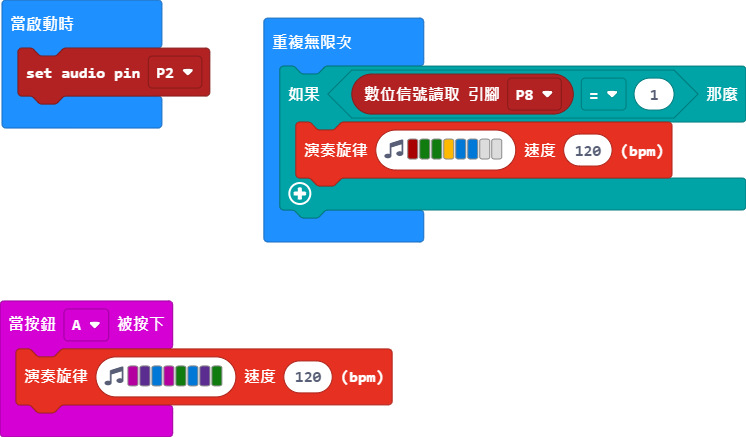 當啟動時
set audio pin P2
重複無限次
如果 數位信號讀取 引腳 P8 = 1 那麼
演奏旋律 速度 120 (bpm)
當按鈕 A 被按下
演奏旋律 速度 120 (bpm)